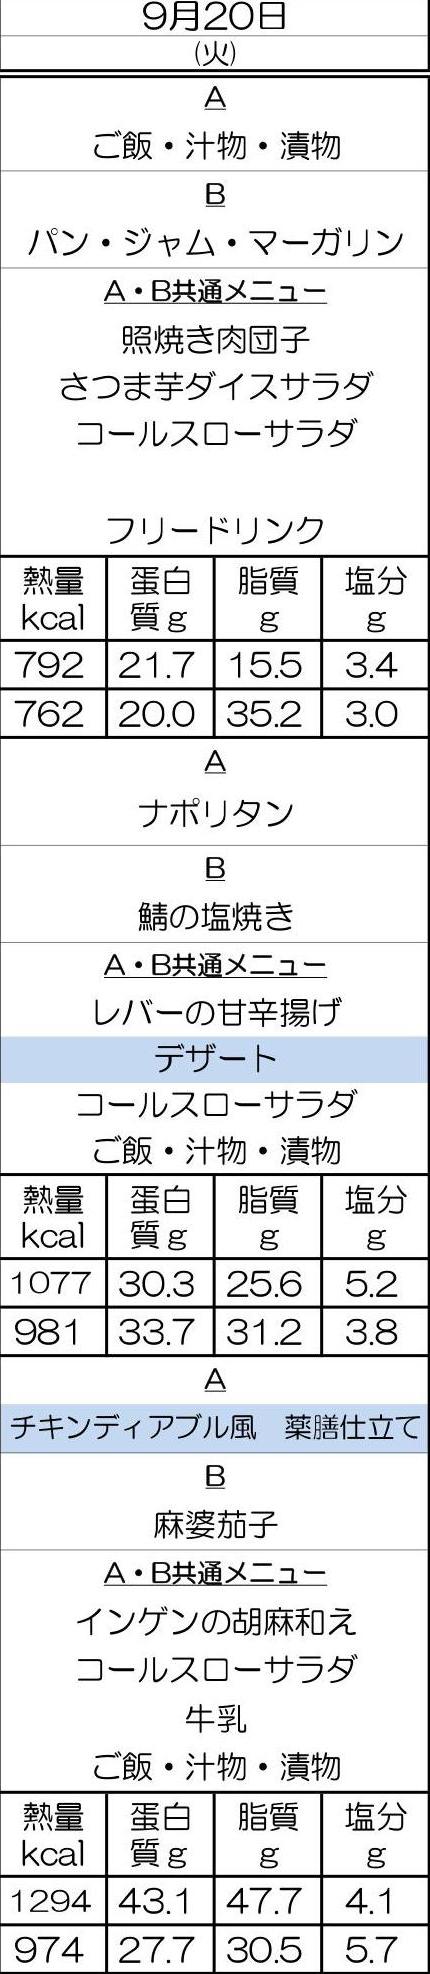 9月20日
(火)
A
ご飯・汁物・漬物
B
パン・ジャム・マーガリン
A・B共通メニュー
照焼き肉団子
さつま芋ダイスサラダ
コールスローサラダ
フリードリンク
熱量 蛋白 脂質 塩分
kcal 質g g g
792 21.7 15.5 3.4
762 20.0 35.2 3.0
A
ナポリタン
B
鯖の塩焼き
A・B共通メニュー
レバーの甘辛揚げ
デザート
コールスローサラダ
ご飯・汁物・漬物
熱量 蛋白 脂質 塩分
kcal 質g g g
1077 30.3 25.6 5.2
981 33.7 31.2 3.8
A
チキンディアブル風　薬膳仕立て
B
麻婆茄子
A・B共通メニュー
インゲンの胡麻和え
コールスローサラダ
牛乳
ご飯・汁物・漬物
熱量 蛋白 脂質 塩分
kcal 質g g g
1294 43.1 47.7 4.1
974 27.7 30.5 5.7